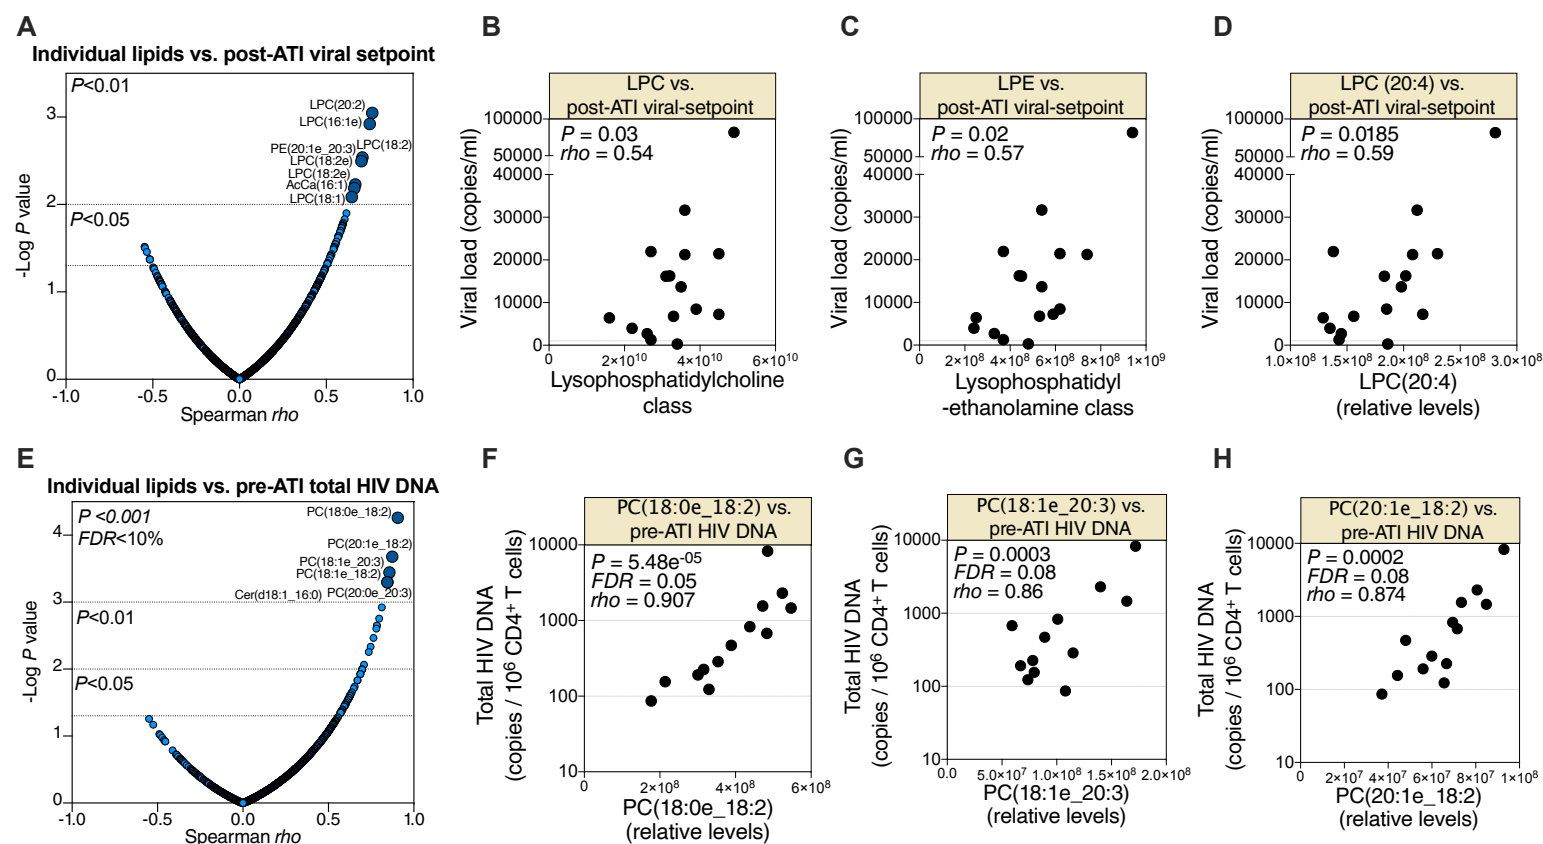 A
Individual lipids vs. post-ATI viral setpoint
P<0.01
LPC(20:2)
LPC(16:1e)
PE(20:1e_20:3)
LPC(18:2)
LPC(18:2e)
LPC(18:2e)
AcCa(16:1)
LPC(18:1)
P<0.05
3
2
1
0
-Log P value
-1.0
-0.5
0.0
0.5
1.0
Spearman rho
B
LPC vs.
post-ATI viral-setpoint
P = 0.03
rho = 0.54
100000
50000
40000
30000
20000
10000
0
Viral load (copies/ml)
0
2×10¹⁰
4×10¹⁰
6×10¹⁰
Lysophosphatidylcholine
class
C
LPE vs.
post-ATI viral-setpoint
P = 0.02
rho = 0.57
100000
50000
40000
30000
20000
10000
0
Viral load (copies/ml)
0
2×10⁸
4×10⁸
6×10⁸
8×10⁸
1×10⁹
Lysophosphatidyl
-ethanolamine class
D
LPC (20:4) vs.
post-ATI viral-setpoint
P = 0.0185
rho = 0.59
100000
50000
40000
30000
20000
10000
0
Viral load (copies/ml)
1.0×10⁸
1.5×10⁸
2.0×10⁸
2.5×10⁸
3.0×10⁸
LPC(20:4)
(relative levels)
E
Individual lipids vs. pre-ATI total HIV DNA
P <0.001
FDR<10%
PC(18:0e_18:2)
PC(20:1e_18:2)
PC(18:1e_20:3)
PC(18:1e_18:2)
Cer(d18:1_16:0)
PC(20:0e_20:3)
P<0.01
P<0.05
4
3
2
1
0
-Log P value
-1.0
-0.5
0.0
0.5
1.0
Spearman rho
F
PC(18:0e_18:2) vs.
pre-ATI HIV DNA
P = 5.48e⁻⁰⁵
FDR = 0.05
rho = 0.907
10000
1000
100
10
Total HIV DNA
(copies / 10⁶ CD4⁺ T cells)
0
2×10⁸
4×10⁸
6×10⁸
PC(18:0e_18:2)
(relative levels)
G
PC(18:1e_20:3) vs.
pre-ATI HIV DNA
P = 0.0003
FDR = 0.08
rho = 0.86
10000
1000
100
10
Total HIV DNA
(copies / 10⁶ CD4⁺ T cells)
0.0
5.0×10⁷
1.0×10⁸
1.5×10⁸
2.0×10⁸
PC(18:1e_20:3)
(relative levels)
H
PC(20:1e_18:2) vs.
pre-ATI HIV DNA
P = 0.0002
FDR = 0.08
rho = 0.874
10000
1000
100
10
Total HIV DNA
(copies / 10⁶ CD4⁺ T cells)
0
2×10⁷
4×10⁷
6×10⁷
8×10⁷
1×10⁸
PC(20:1e_18:2)
(relative levels)